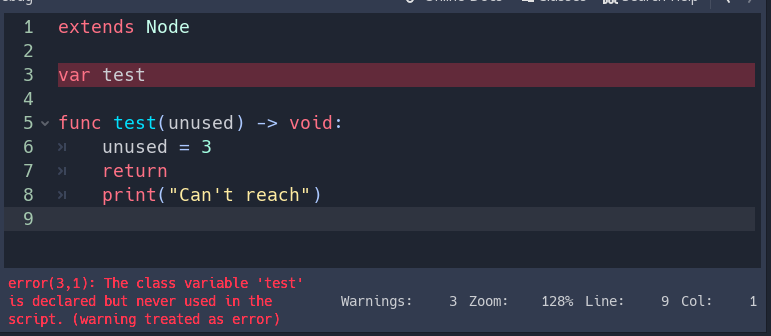 1 extends Node
2
3 var test
4
5 func test(unused) -> void:
6 unused = 3
7 return
8 print("Can't reach")
9
error(3,1): The class variable 'test'
is declared but never used in the
script. (warning treated as error)
Warnings: 3 Zoom: 128% Line: 9 Col: 1